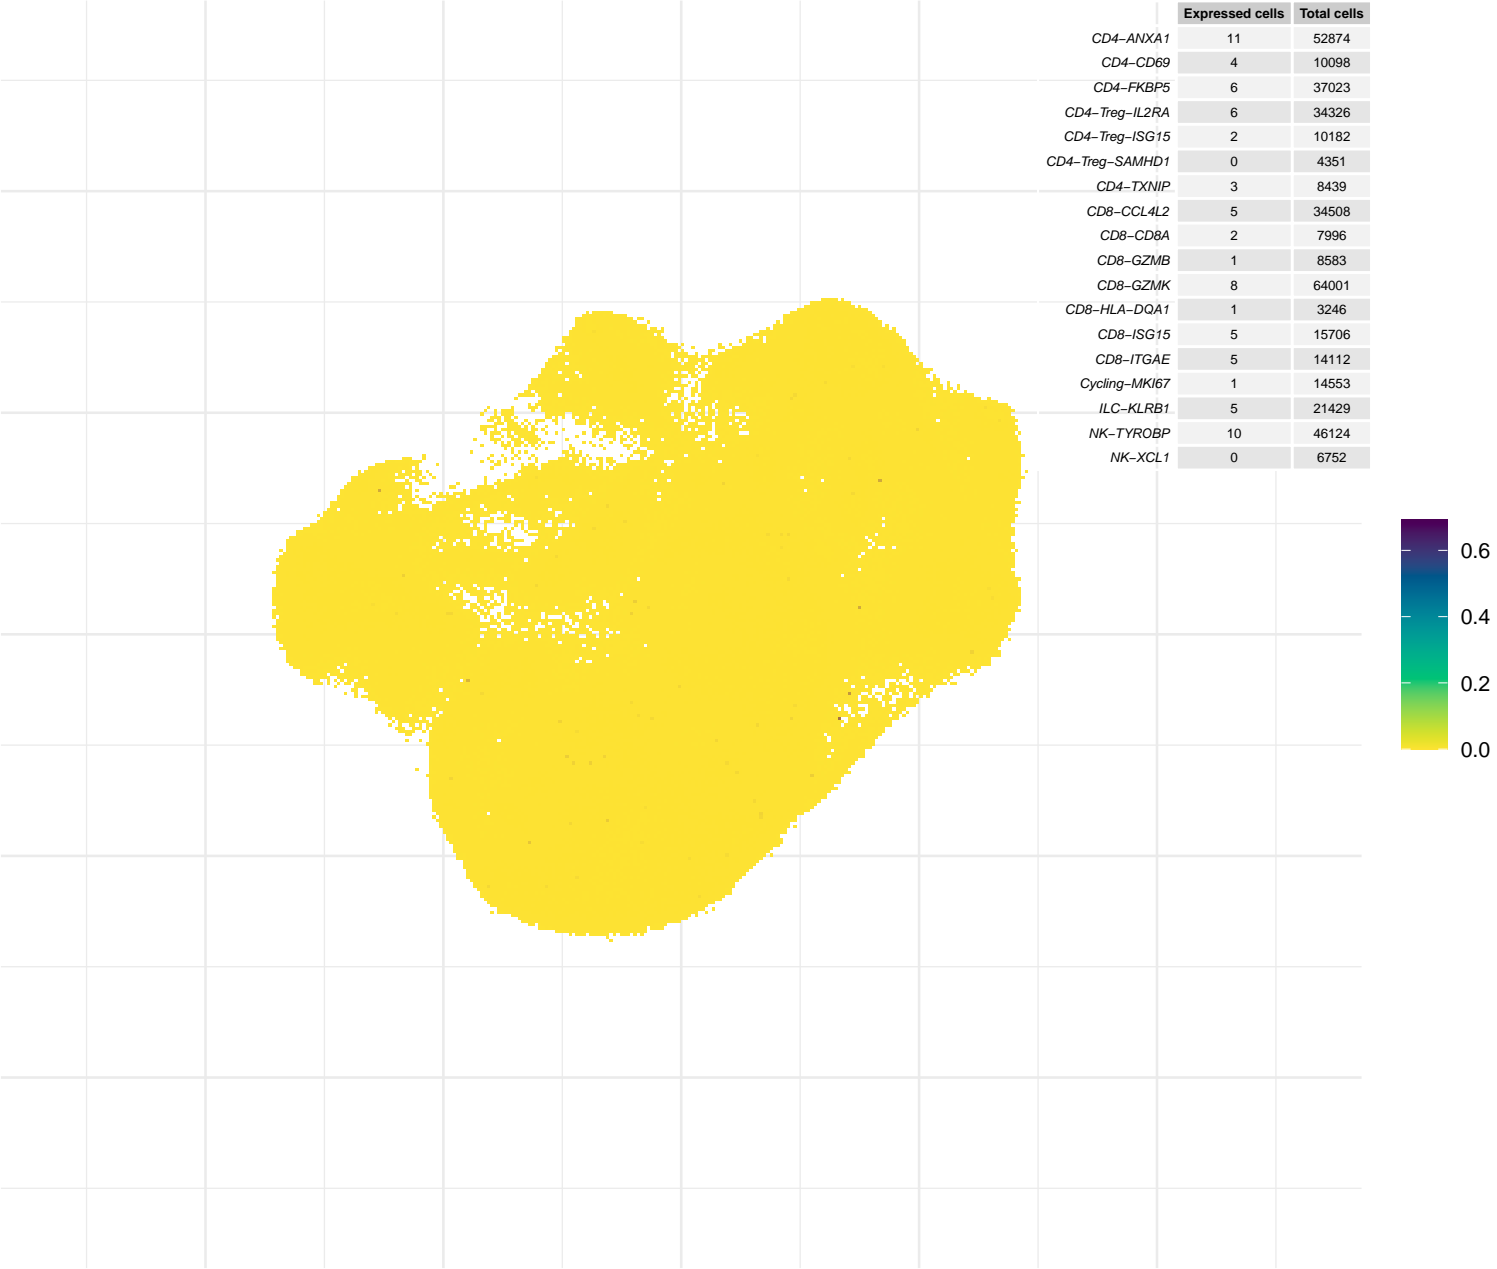 Expressed cells Total cells
CD4−ANXA1 11 52874
CD4−CD69 4 10098
CD4−FKBP5 6 37023
CD4−Treg−IL2RA 6 34326
CD4−Treg−ISG15 2 10182
CD4−Treg−SAMHD1 0 4351
CD4−TXNIP 3 8439
CD8−CCL4L2 5 34508
CD8−CD8A 2 7996
CD8−GZMB 1 8583
CD8−GZMK 8 64001
CD8−HLA−DQA1 1 3246
CD8−ISG15 5 15706
CD8−ITGAE 5 14112
Cycling−MKI67 1 14553
ILC−KLRB1 5 21429
NK−TYROBP 10 46124
NK−XCL1 0 6752
0.6
0.4
0.2
0.0